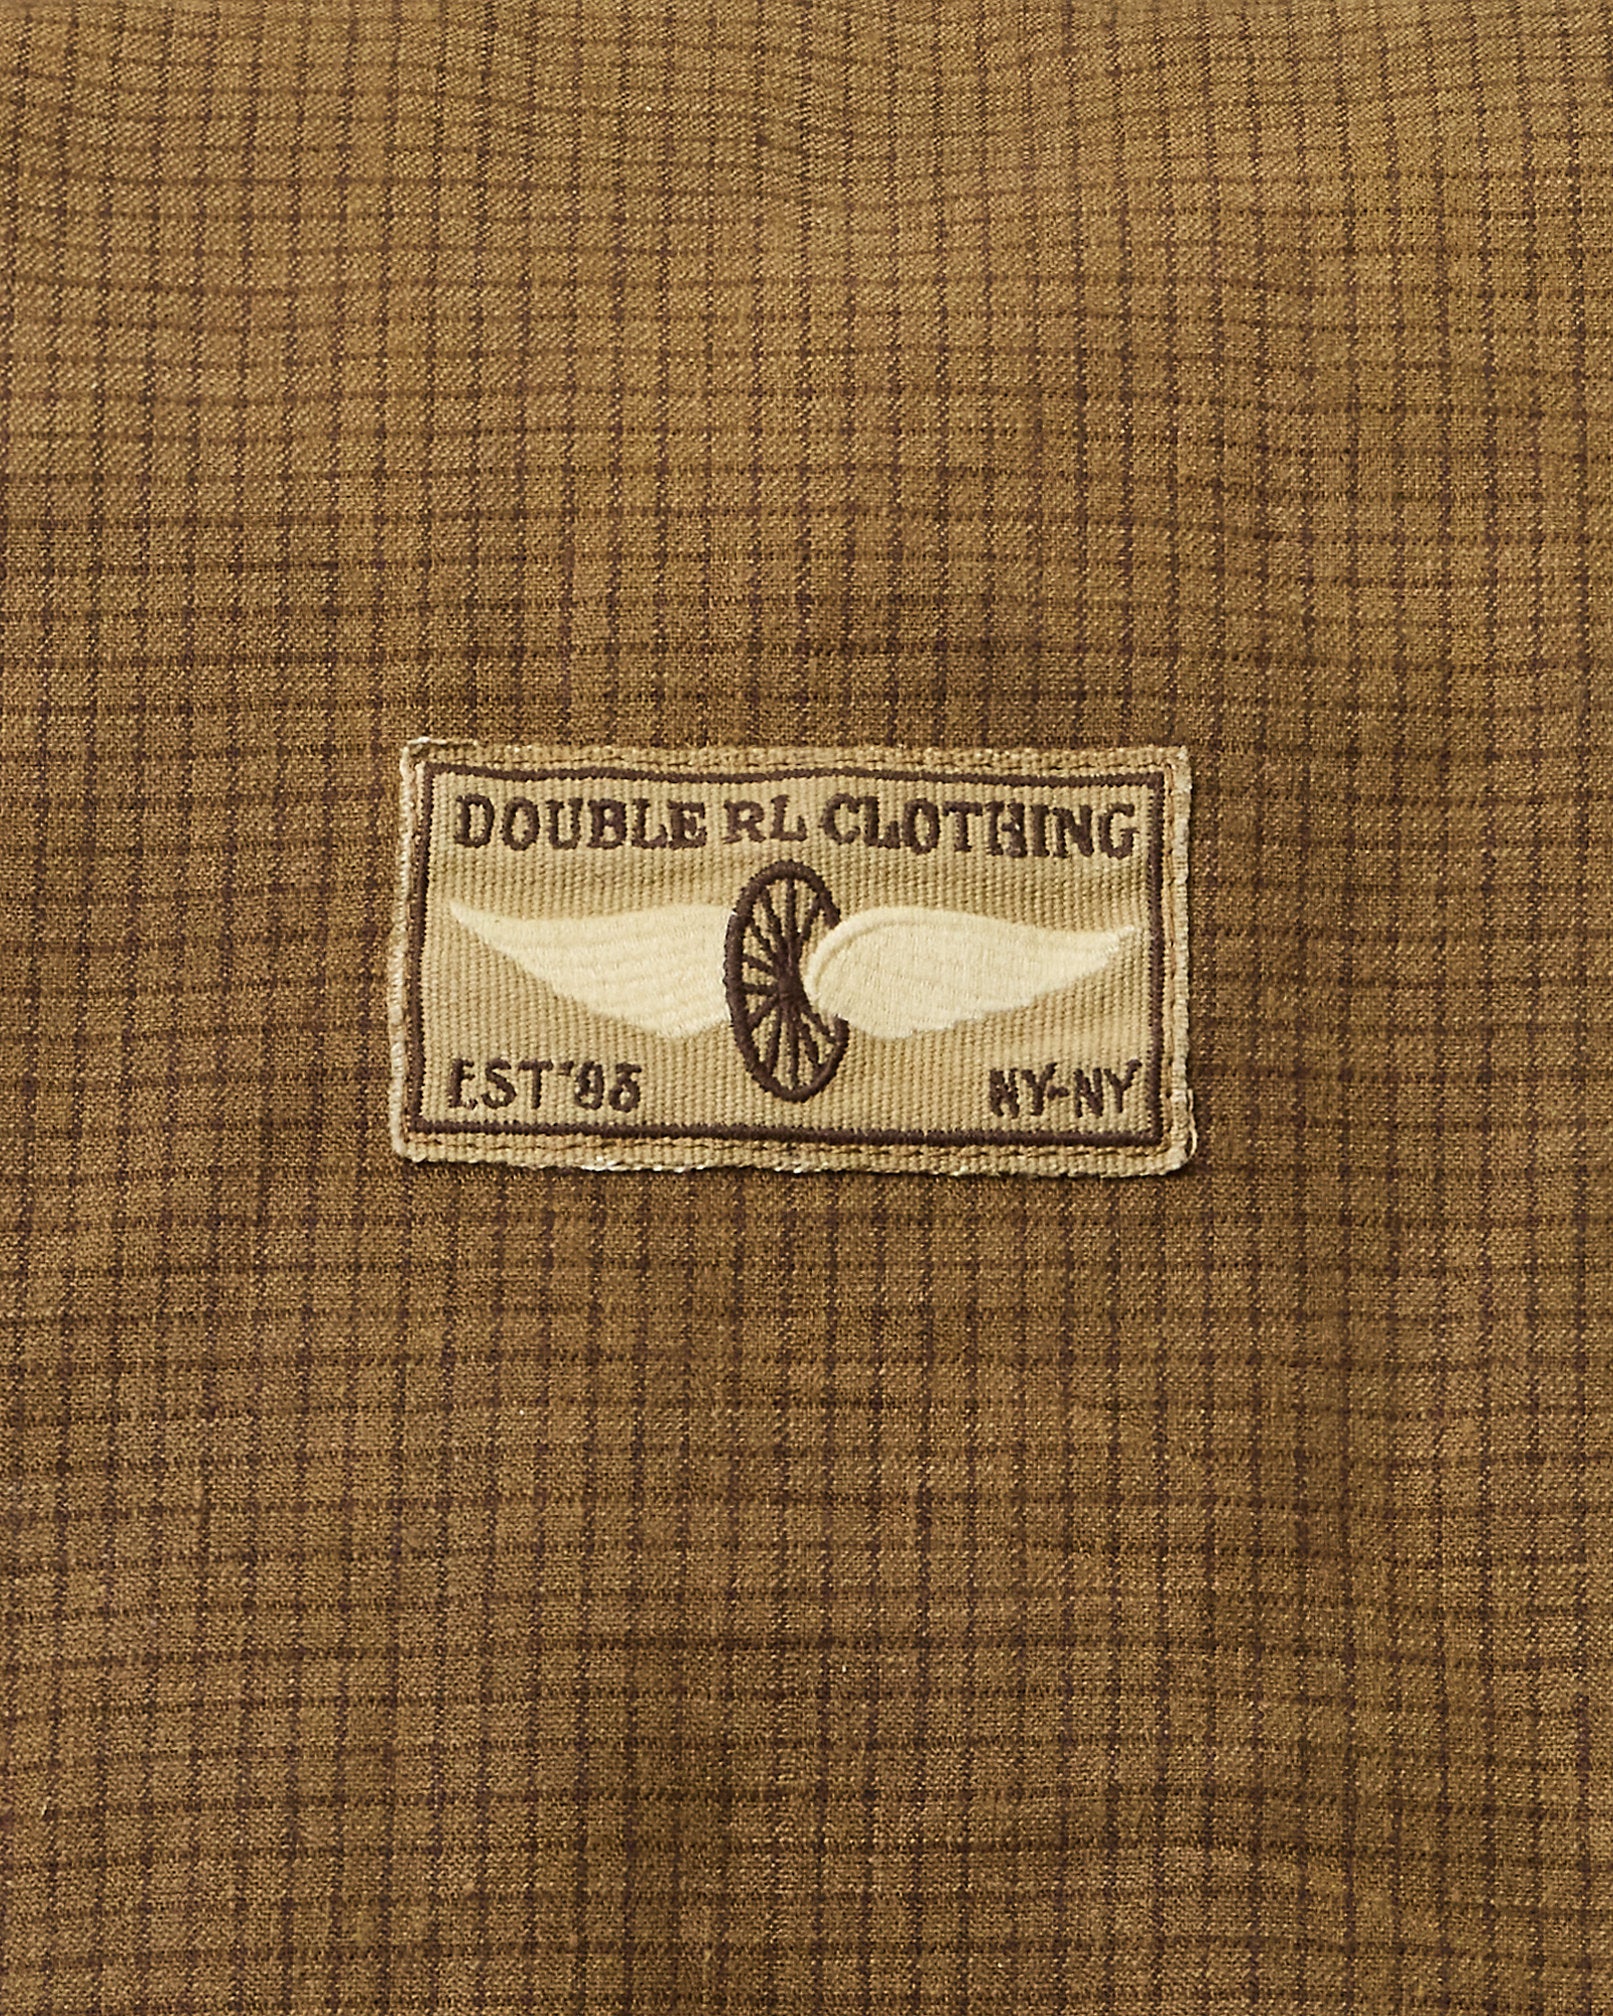 DOUBLE RL CLOTHING
EST '93
NY-NY